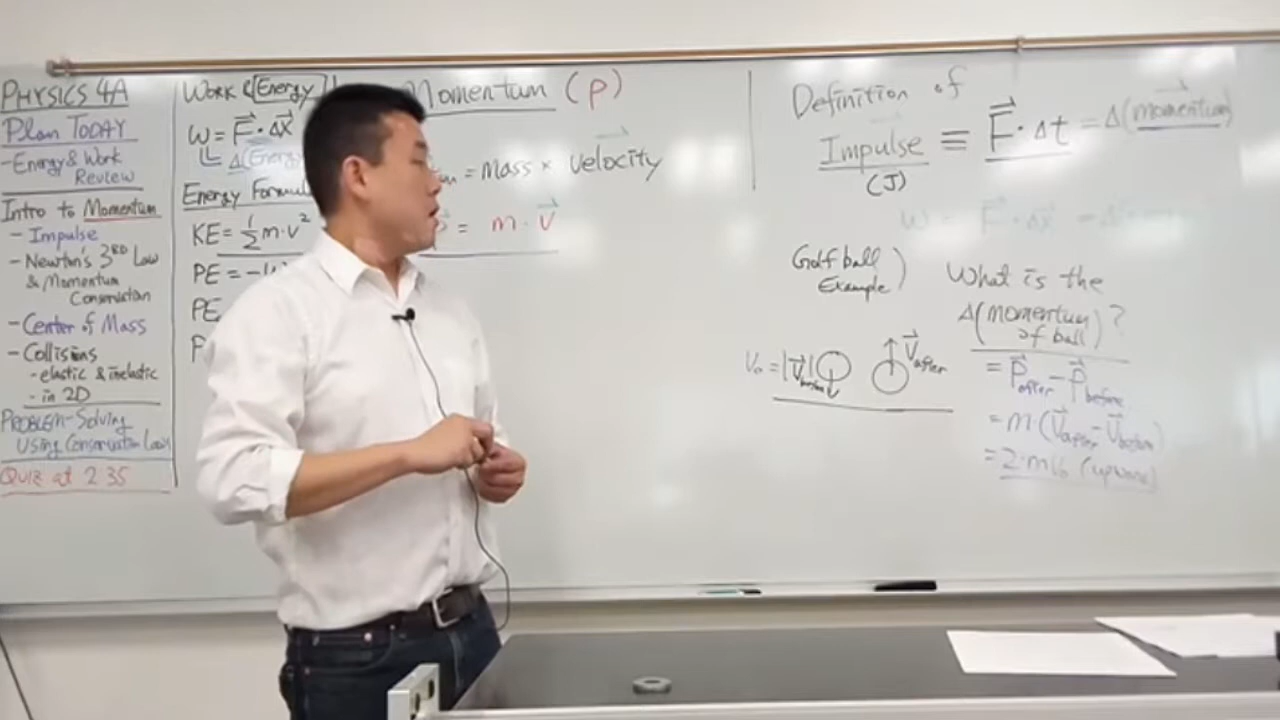 PHYSICS 4A
Plan TODAY
- Energy & Work
Review
Intro to Momentum
- Impulse
- Newton's 3RD Law
& Momentum
Conservation
- Center of Mass
- Collisions
- elastic & inelastic
- in 2D
PROBLEM-Solving
Using Conservation Laws
QUIZ at 2:35
Work & Energy
W = F · Δx
Δ(Energy
Energy Formul
KE = 1/2 m·v²
PE = -
PE
Momentum (P)
= mass × velocity
= m · v
Definition of
Impulse ≡ F · Δt = Δ(momentum)
(J)
W = F · Δx = Δ
Golf ball
Example)
V₀ = |V before|
V after
What is the
Δ(momentum
of ball)?
= P after - P before
= m · (V after - V before)
= 2·m V₀ (upward)